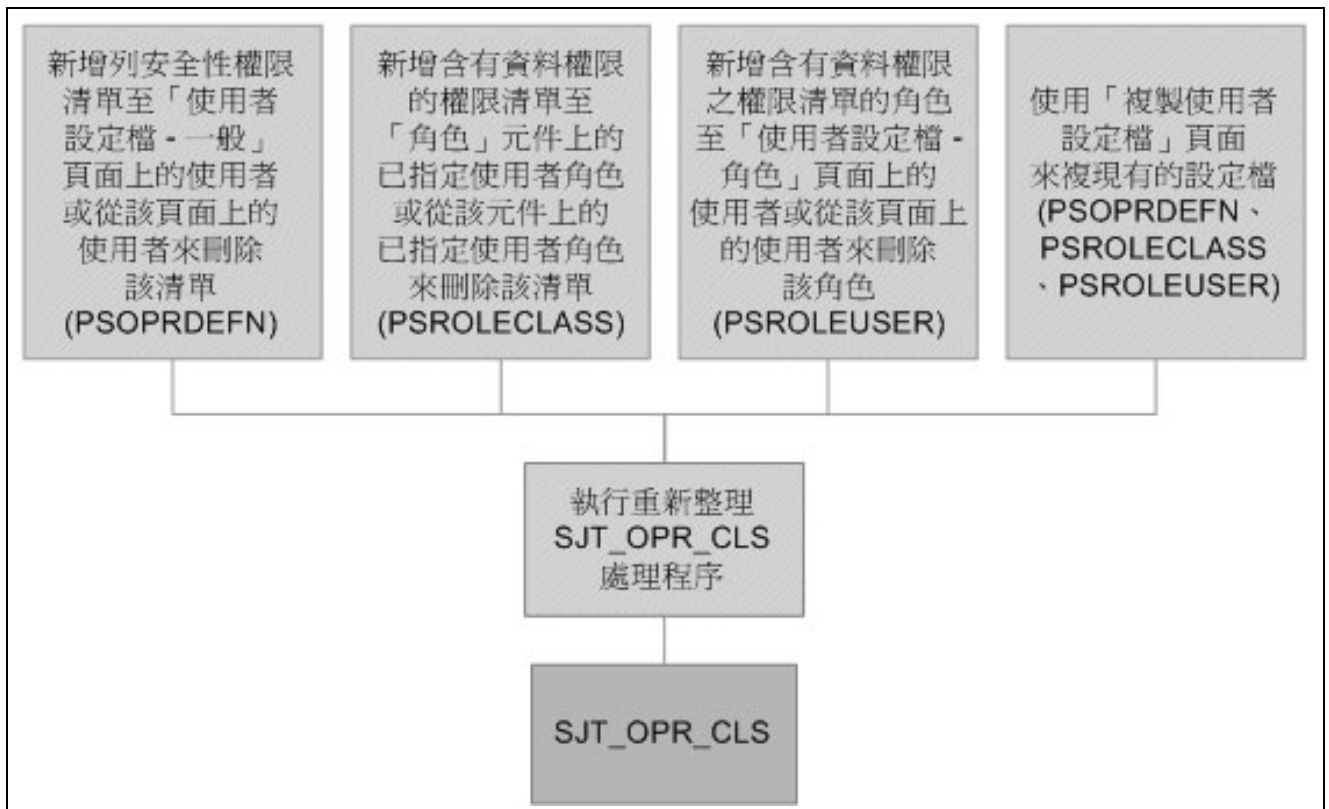 新增列安全性權限
清單至「使用者
設定檔 - 一般」
頁面上的使用者
或從該頁面上的
使用者來刪除
該清單
(PSOPRDEFN)
新增含有資料權限
的權限清單至
「角色」元件上的
已指定使用者角色
或從該元件上的
已指定使用者角色
來刪除該清單
(PSROLECLASS)
新增含有資料權限
之權限清單的角色
至「使用者設定檔 -
角色」頁面上的
使用者或從該頁面上
的使用者來刪除
該角色
(PSROLEUSER)
使用「複製使用者
設定檔」頁面
來複現有的設定檔
(PSOPRDEFN、
PSROLECLASS
、PSROLEUSER)
執行重新整理
SJT_OPR_CLS
處理程序
SJT_OPR_CLS